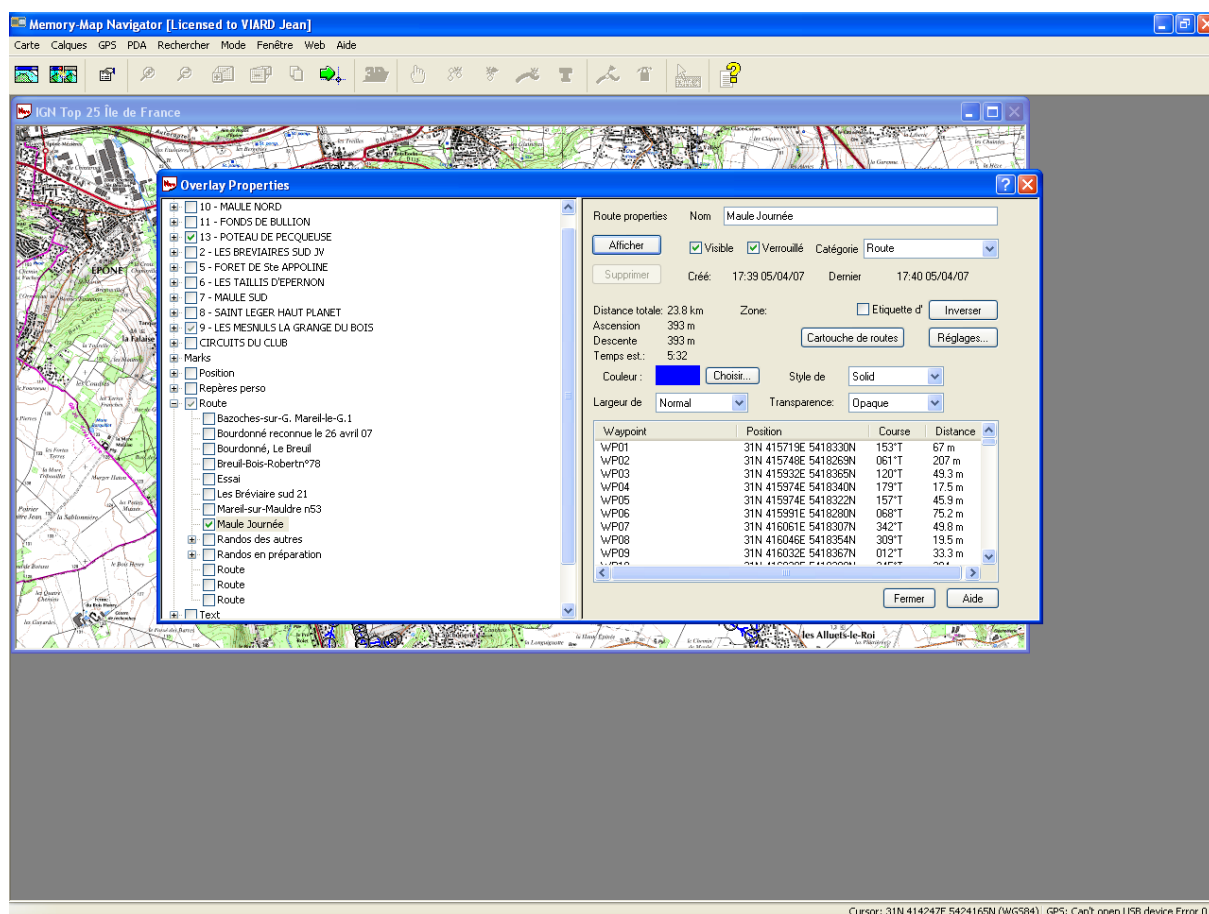 Memory-Map Navigator [Licensed to VIARD Jean]
Carte Calques GPS PDA Rechercher Mode Fenêtre Web Aide
3D
IGN Top 25 Île de France
Overlay Properties
10 - MAULE NORD
11 - FONDS DE BULLION
13 - POTEAU DE PECQUEUSE
2 - LES BREVIAIRES SUD JV
5 - FORET DE Ste APPOLINE
6 - LES TAILLIS D'EPERNON
7 - MAULE SUD
8 - SAINT LEGER HAUT PLANET
9 - LES MESNULS LA GRANGE DU BOIS
CIRCUITS DU CLUB
Marks
Position
Repères perso
Route
Bazoches-sur-G. Mareil-le-G.1
Bourdonné reconnue le 26 avril 07
Bourdonné, Le Breuil
Breuil-Bois-Robertn°78
Essai
Les Bréviaire sud 21
Mareil-sur-Mauldre n53
Maule Journée
Randos des autres
Randos en préparation
Route
Route
Route
Text
Route properties Nom Maule Journée
Afficher Visible Verrouillé Catégorie Route
Supprimer Créé: 17:39 05/04/07 Dernier 17:40 05/04/07
Distance totale: 23.8 km Zone: Etiquette d' Inverser
Ascension 393 m
Descente 393 m Cartouche de routes Réglages...
Temps est.: 5:32
Couleur : Choisir... Style de Solid
Largeur de Normal Transparence: Opaque
Waypoint Position Course Distance
WP01 31N 415719E 5418330N 153°T 67 m
WP02 31N 415748E 5418269N 061°T 207 m
WP03 31N 415932E 5418365N 120°T 49.3 m
WP04 31N 415974E 5418340N 179°T 17.5 m
WP05 31N 415974E 5418322N 157°T 45.9 m
WP06 31N 415991E 5418280N 068°T 75.2 m
WP07 31N 416061E 5418307N 342°T 49.8 m
WP08 31N 416046E 5418354N 309°T 19.5 m
WP09 31N 416032E 5418367N 012°T 33.3 m
Fermer Aide
EPÔNE
la Falaise
les Alluets-le-Roi
Cursor: 31N 414247E 5424165N (WGS84) GPS: Can't open USB device Error 0